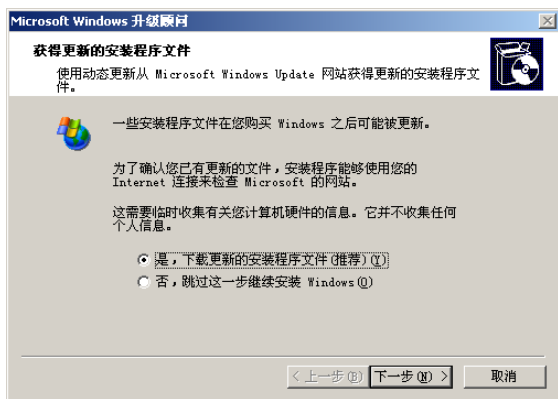 Microsoft Windows 升级顾问
获得更新的安装程序文件
使用动态更新从 Microsoft Windows Update 网站获得更新的安装程序文
件。
一些安装程序文件在您购买 Windows 之后可能被更新。
为了确认您已有更新的文件，安装程序能够使用您的
Internet 连接来检查 Microsoft 的网站。
这需要临时收集有关您计算机硬件的信息。它并不收集任何
个人信息。
是，下载更新的安装程序文件(推荐)(Y)
否，跳过这一步继续安装 Windows(O)
< 上一步(B) 下一步(N) > 取消